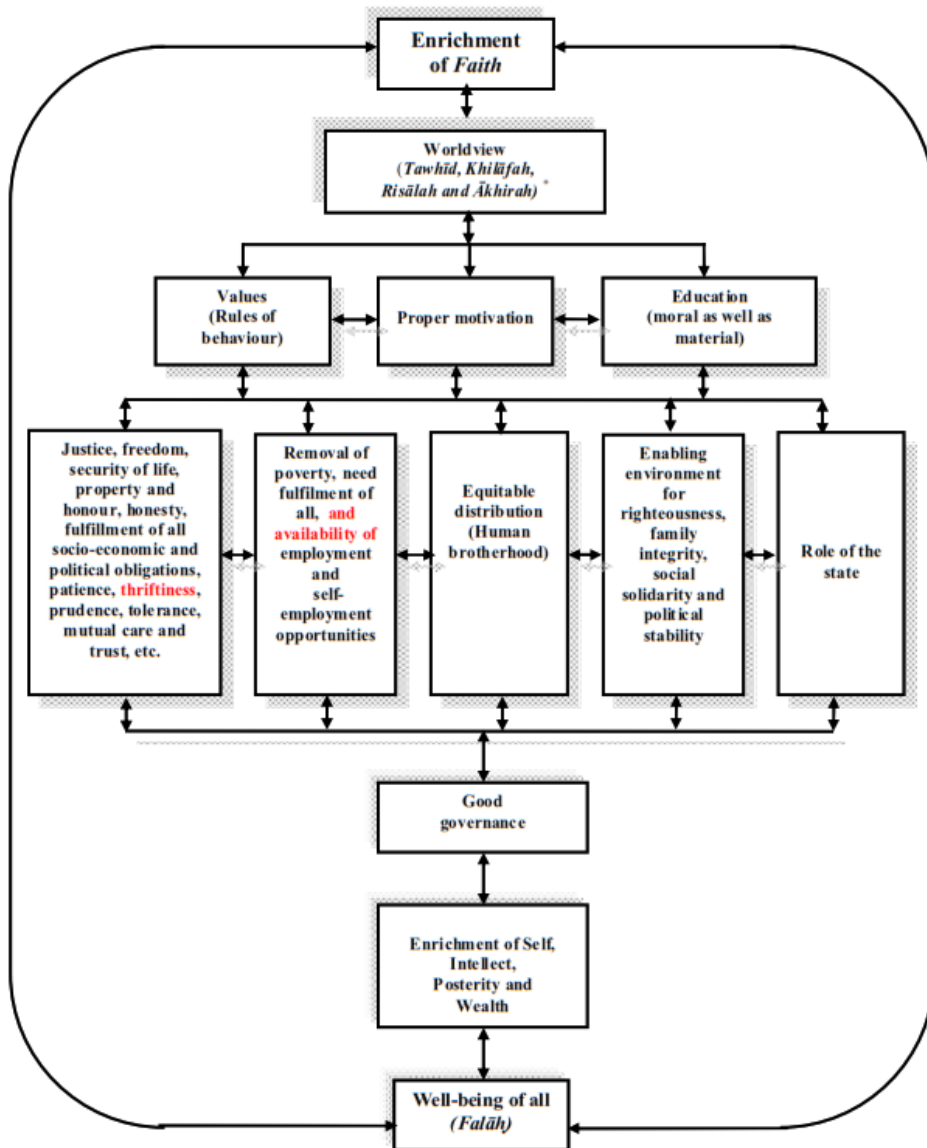 Enrichment
of Faith
Worldview
(Tawhīd, Khilāfah,
Risālah and Ākhirah) *
Values
(Rules of
behaviour)
Proper motivation
Education
(moral as well as
material)
Justice, freedom,
security of life,
property and
honour, honesty,
fulfillment of all
socio-economic and
political obligations,
patience, thriftiness,
prudence, tolerance,
mutual care and
trust, etc.
Removal of
poverty, need
fulfilment of
all, and availability of
employment
and
self-
employment
opportunities
Equitable
distribution
(Human
brotherhood)
Enabling
environment
for
righteousness,
family
integrity,
social
solidarity and
political
stability
Role of the
state
Good
governance
Enrichment of Self,
Intellect,
Posterity and
Wealth
Well-being of all
(Falāḥ)